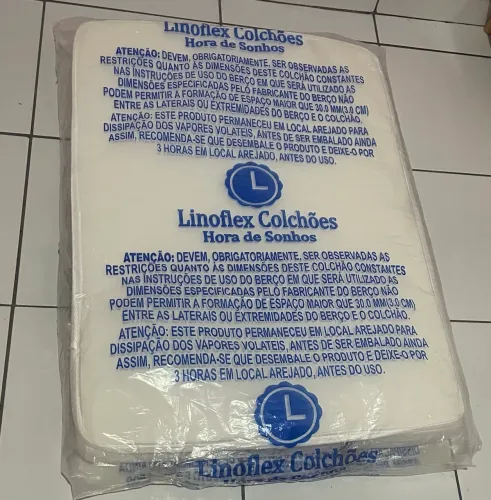 Linoflex Colchões
Hora de Sonhos
ATENÇÃO: DEVEM, OBRIGATORIAMENTE, SER OBSERVADAS AS
RESTRIÇÕES QUANTO ÀS DIMENSÕES DESTE COLCHÃO CONSTANTES
NAS INSTRUÇÕES DE USO DO BERÇO EM QUE SERÁ UTILIZADO AS
DIMENSÕES ESPECIFICADAS PELO FABRICANTE DO BERÇO NÃO
PODEM PERMITIR A FORMAÇÃO DE ESPAÇO MAIOR QUE 30.0 MM(3.0 CM)
ENTRE AS LATERAIS OU EXTREMIDADES DO BERÇO E O COLCHÃO.
ATENÇÃO: ESTE PRODUTO PERMANECEU EM LOCAL AREJADO PARA
DISSIPAÇÃO DOS VAPORES VOLATEIS, ANTES DE SER EMBALADO AINDA
ASSIM, RECOMENDA-SE QUE DESEMBALE O PRODUTO E DEIXE-O POR
3 HORAS EM LOCAL AREJADO, ANTES DO USO.
L
Linoflex Colchões
Hora de Sonhos
ATENÇÃO: DEVEM, OBRIGATORIAMENTE, SER OBSERVADAS AS
RESTRIÇÕES QUANTO ÀS DIMENSÕES DESTE COLCHÃO CONSTANTES
NAS INSTRUÇÕES DE USO DO BERÇO EM QUE SERÁ UTILIZADO AS
DIMENSÕES ESPECIFICADAS PELO FABRICANTE DO BERÇO NÃO
PODEM PERMITIR A FORMAÇÃO DE ESPAÇO MAIOR QUE 30.0 MM(3.0 CM)
ENTRE AS LATERAIS OU EXTREMIDADES DO BERÇO E O COLCHÃO.
ATENÇÃO: ESTE PRODUTO PERMANECEU EM LOCAL AREJADO PARA
DISSIPAÇÃO DOS VAPORES VOLATEIS, ANTES DE SER EMBALADO AINDA
ASSIM, RECOMENDA-SE QUE DESEMBALE O PRODUTO E DEIXE-O POR
3 HORAS EM LOCAL AREJADO, ANTES DO USO.
L
Linoflex Colchões
Hora de Sonhos